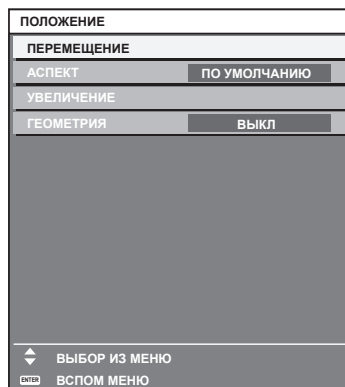 ПОЛОЖЕНИЕ
ПЕРЕМЕЩЕНИЕ
АСПЕКТ ПО УМОЛЧАНИЮ
УВЕЛИЧЕНИЕ
ГЕОМЕТРИЯ ВЫКЛ
ВЫБОР ИЗ МЕНЮ
ENTER ВСПОМ МЕНЮ